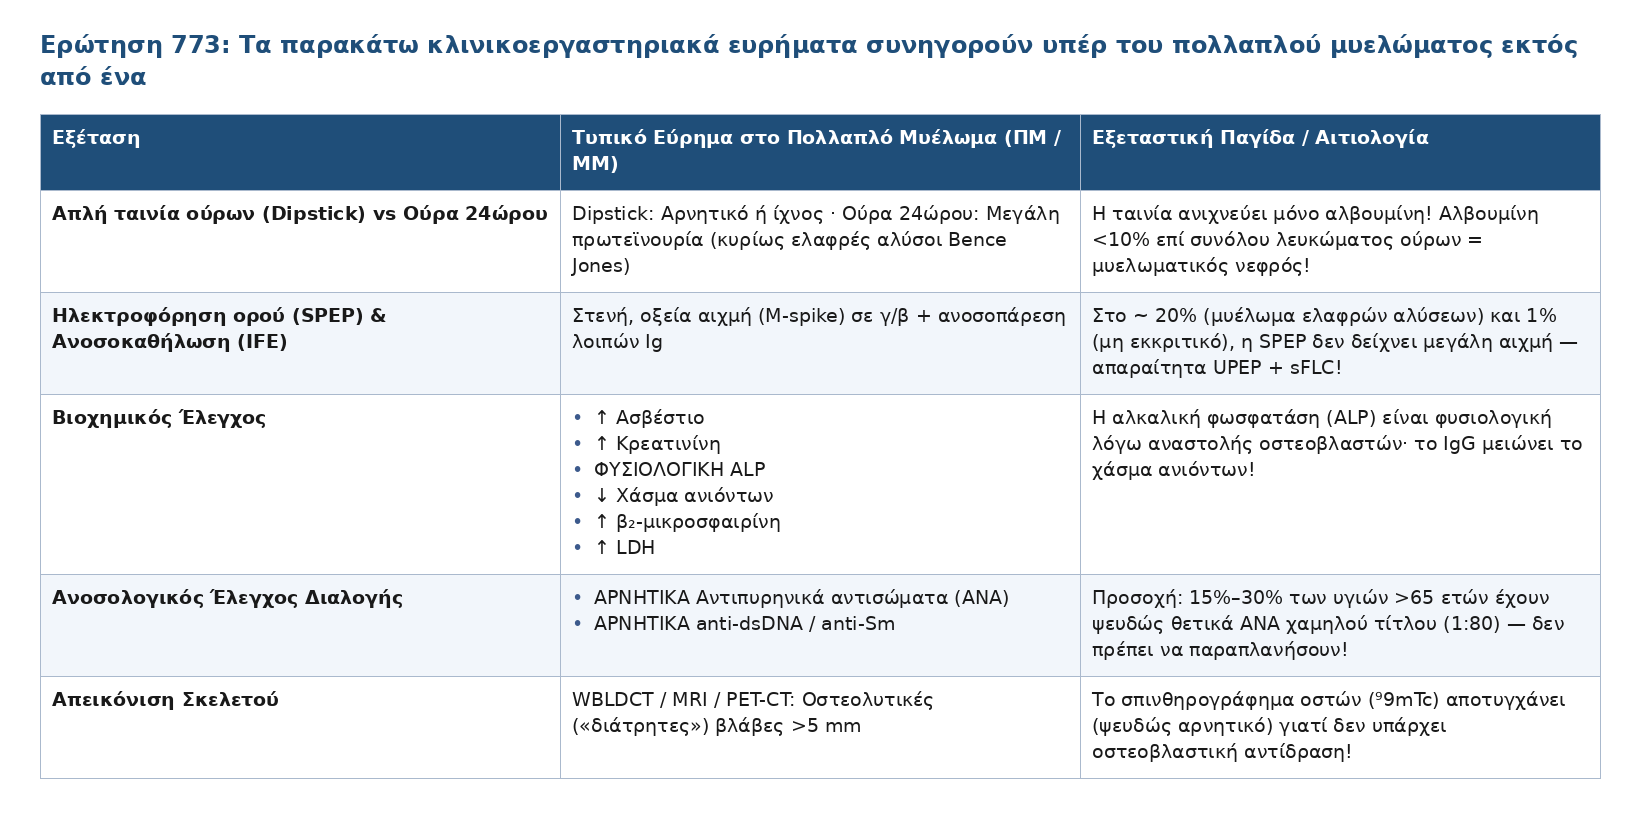 Ερώτηση 773: Τα παρακάτω κλινικοεργαστηριακά ευρήματα συνηγορούν υπέρ του πολλαπλού μυελώματος εκτός
από ένα
Εξέταση
Τυπικό Εύρημα στο Πολλαπλό Μυέλωμα (ΠΜ /
MM)
Εξεταστική Παγίδα / Αιτιολογία
Απλή ταινία ούρων (Dipstick) vs Ούρα 24ώρου
Dipstick: Αρνητικό ή ίχνος · Ούρα 24ώρου: Μεγάλη
πρωτεϊνουρία (κυρίως ελαφρές αλύσοι Bence
Jones)
Η ταινία ανιχνεύει μόνο αλβουμίνη! Αλβουμίνη
<10% επί συνόλου λευκώματος ούρων =
μυελωματικός νεφρός!
Ηλεκτροφόρηση ορού (SPEP) &
Ανοσοκαθήλωση (IFE)
Στενή, οξεία αιχμή (M-spike) σε γ/β + ανοσοπάρεση
λοιπών Ig
Στο ~ 20% (μυέλωμα ελαφρών αλύσεων) και 1%
(μη εκκριτικό), η SPEP δεν δείχνει μεγάλη αιχμή —
απαραίτητα UPEP + sFLC!
Βιοχημικός Έλεγχος
• ↑ Ασβέστιο
• ↑ Κρεατινίνη
• ΦΥΣΙΟΛΟΓΙΚΗ ALP
• ↓ Χάσμα ανιόντων
• ↑ β₂-μικροσφαιρίνη
• ↑ LDH
Η αλκαλική φωσφατάση (ALP) είναι φυσιολογική
λόγω αναστολής οστεοβλαστών· το IgG μειώνει το
χάσμα ανιόντων!
Ανοσολογικός Έλεγχος Διαλογής
• ΑΡΝΗΤΙΚΑ Αντιπυρηνικά αντισώματα (ANA)
• ΑΡΝΗΤΙΚΑ anti-dsDNA / anti-Sm
Προσοχή: 15%–30% των υγιών >65 ετών έχουν
ψευδώς θετικά ANA χαμηλού τίτλου (1:80) — δεν
πρέπει να παραπλανήσουν!
Απεικόνιση Σκελετού
WBLDCT / MRI / PET-CT: Οστεολυτικές
(«διάτρητες») βλάβες >5 mm
Το σπινθηρογράφημα οστών (⁹9mTc) αποτυγχάνει
(ψευδώς αρνητικό) γιατί δεν υπάρχει
οστεοβλαστική αντίδραση!